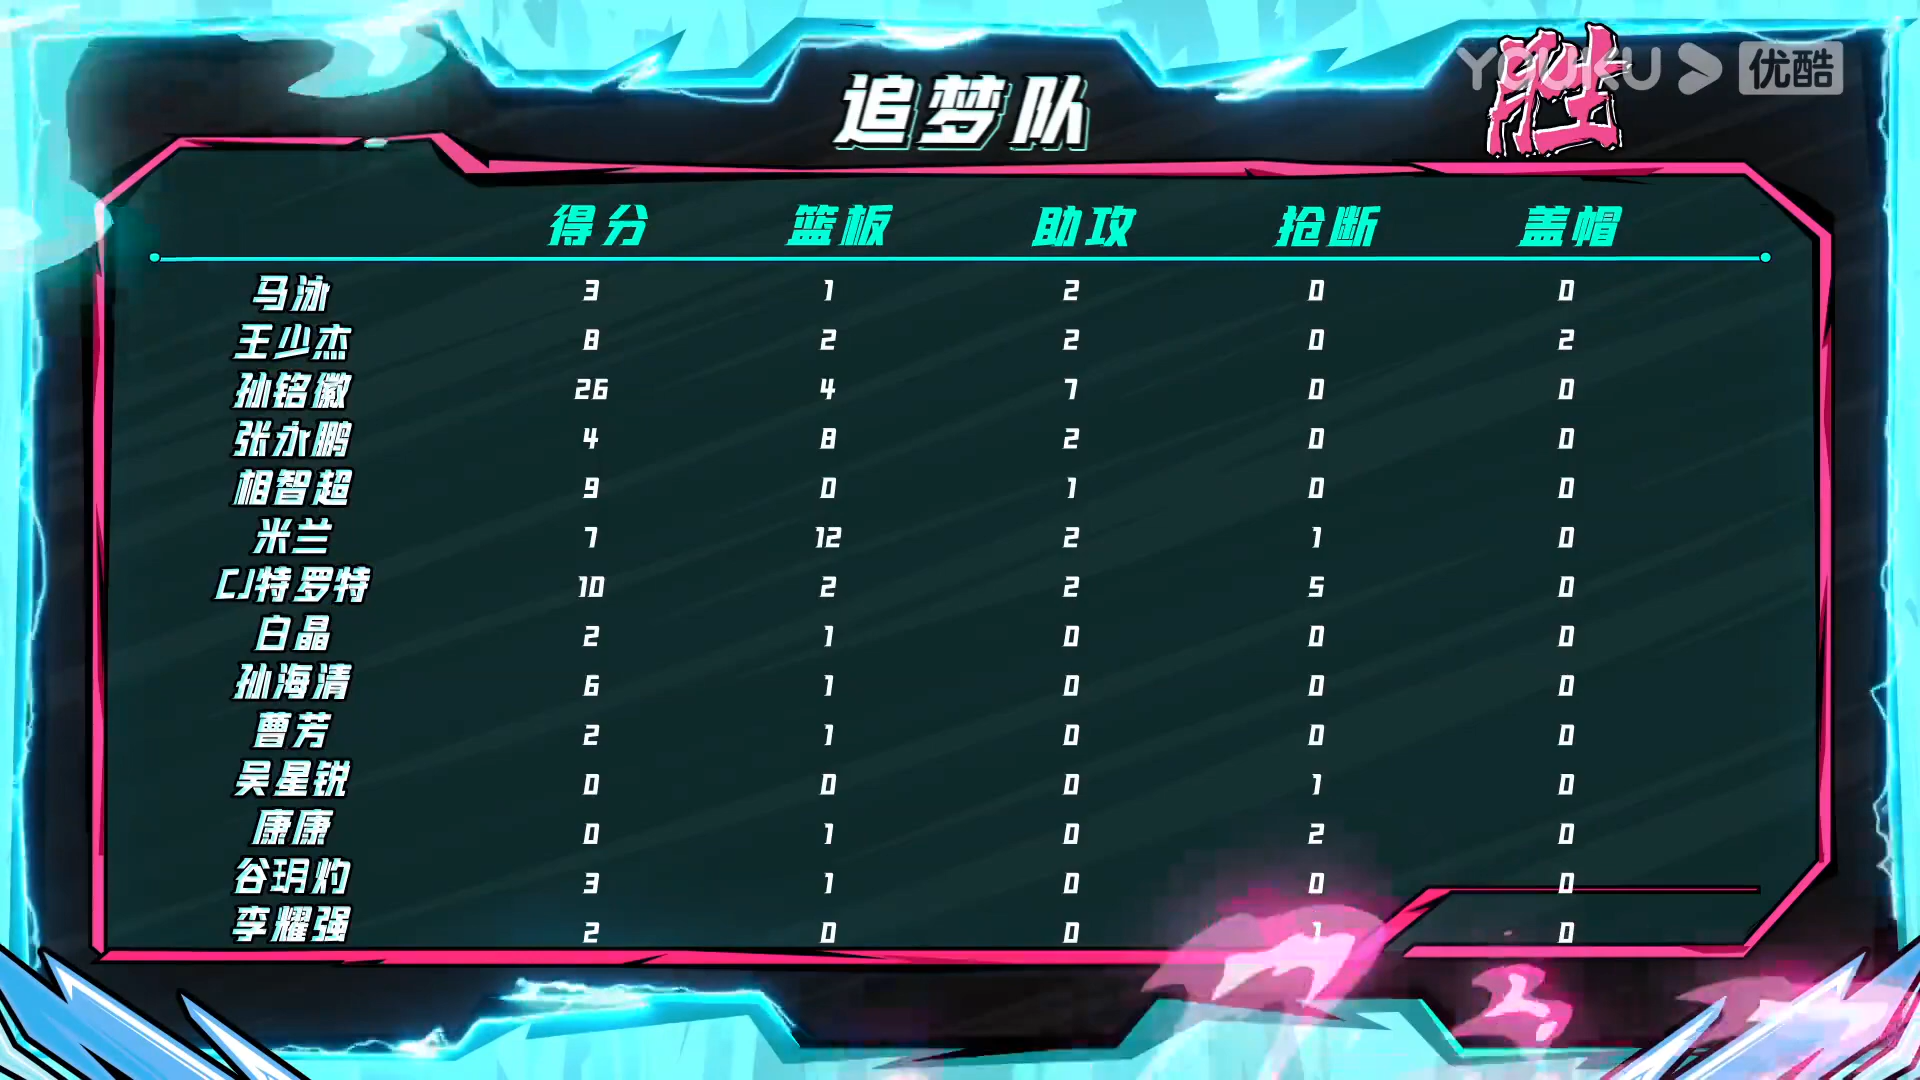 YOUKU 优酷
追梦队 胜
得分 篮板 助攻 抢断 盖帽
马泳 3 1 2 0 0
王少杰 8 2 2 0 2
孙铭徽 26 4 7 0 0
张永鹏 4 8 2 0 0
相智超 9 0 1 0 0
米兰 7 12 2 1 0
CJ特罗特 10 2 2 5 0
白晶 2 1 0 0 0
孙海清 6 1 0 0 0
曹芳 2 1 0 0 0
吴星锐 0 0 0 1 0
康康 0 1 0 2 0
谷玥灼 3 1 0 0 0
李耀强 2 0 0 1 0